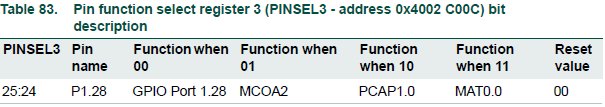 Table 83. Pin function select register 3 (PINSEL3 - address 0x4002 C00C) bit
description
PINSEL3 Pin Function when Function when Function Function Reset
name 00 01 when 10 when 11 value
25:24 P1.28 GPIO Port 1.28 MCOA2 PCAP1.0 MAT0.0 00